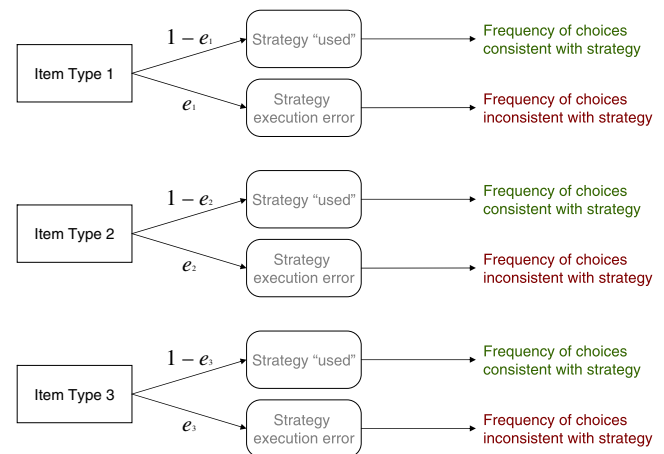 1 – e₁
Strategy “used”
Frequency of choices
consistent with strategy
Item Type 1
e₁
Strategy
execution error
Frequency of choices
inconsistent with strategy
1 – e₂
Strategy “used”
Frequency of choices
consistent with strategy
Item Type 2
e₂
Strategy
execution error
Frequency of choices
inconsistent with strategy
1 – e₃
Strategy “used”
Frequency of choices
consistent with strategy
Item Type 3
e₃
Strategy
execution error
Frequency of choices
inconsistent with strategy